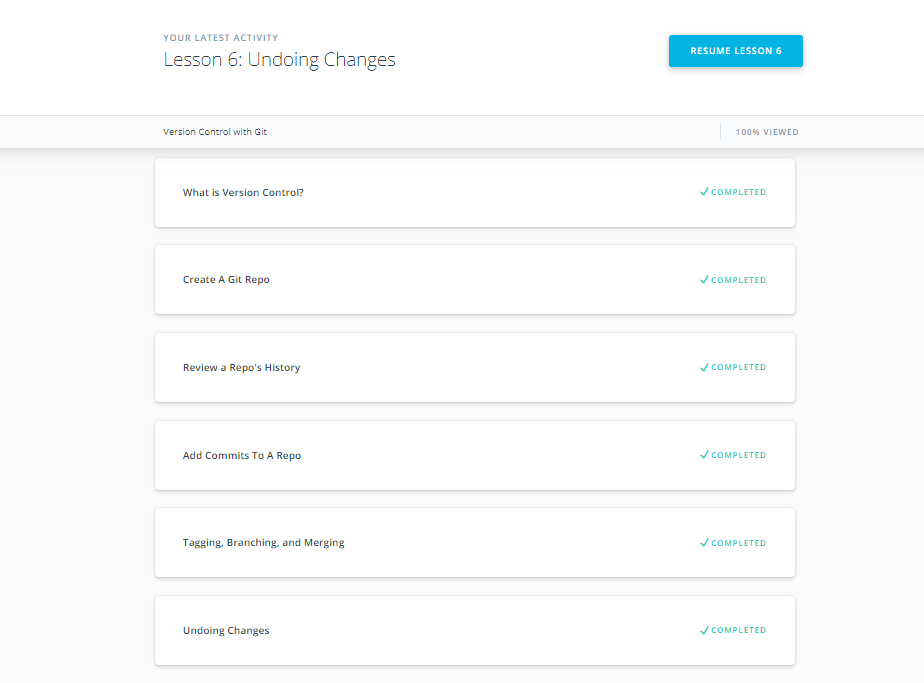 YOUR LATEST ACTIVITY
Lesson 6: Undoing Changes
RESUME LESSON 6
Version Control with Git
100% VIEWED
What is Version Control?
COMPLETED
Create A Git Repo
COMPLETED
Review a Repo's History
COMPLETED
Add Commits To A Repo
COMPLETED
Tagging, Branching, and Merging
COMPLETED
Undoing Changes
COMPLETED